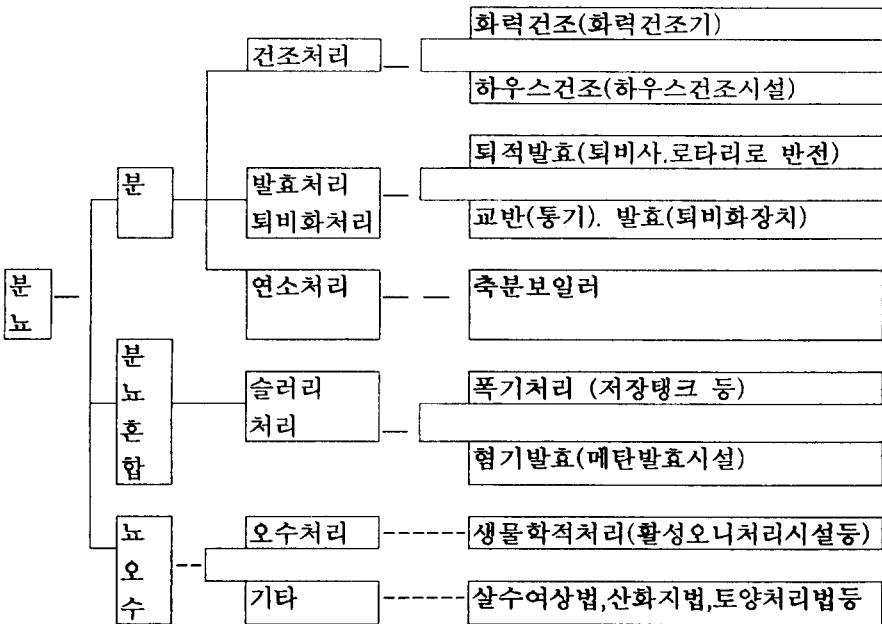 화력건조(화력건조기)
건조처리
하우스건조(하우스건조시설)
퇴적발효(퇴비사.로타리로 반전)
분
발효처리
퇴비화처리
교반(통기). 발효(퇴비화장치)
분
뇨
연소처리
축분보일러
분
뇨
혼
합
슬러리
처리
폭기처리 (저장탱크 등)
혐기발효(메탄발효시설)
뇨
오
수
오수처리
생물학적처리(활성오니처리시설등)
기타
살수여상법,산화지법,토양처리법등